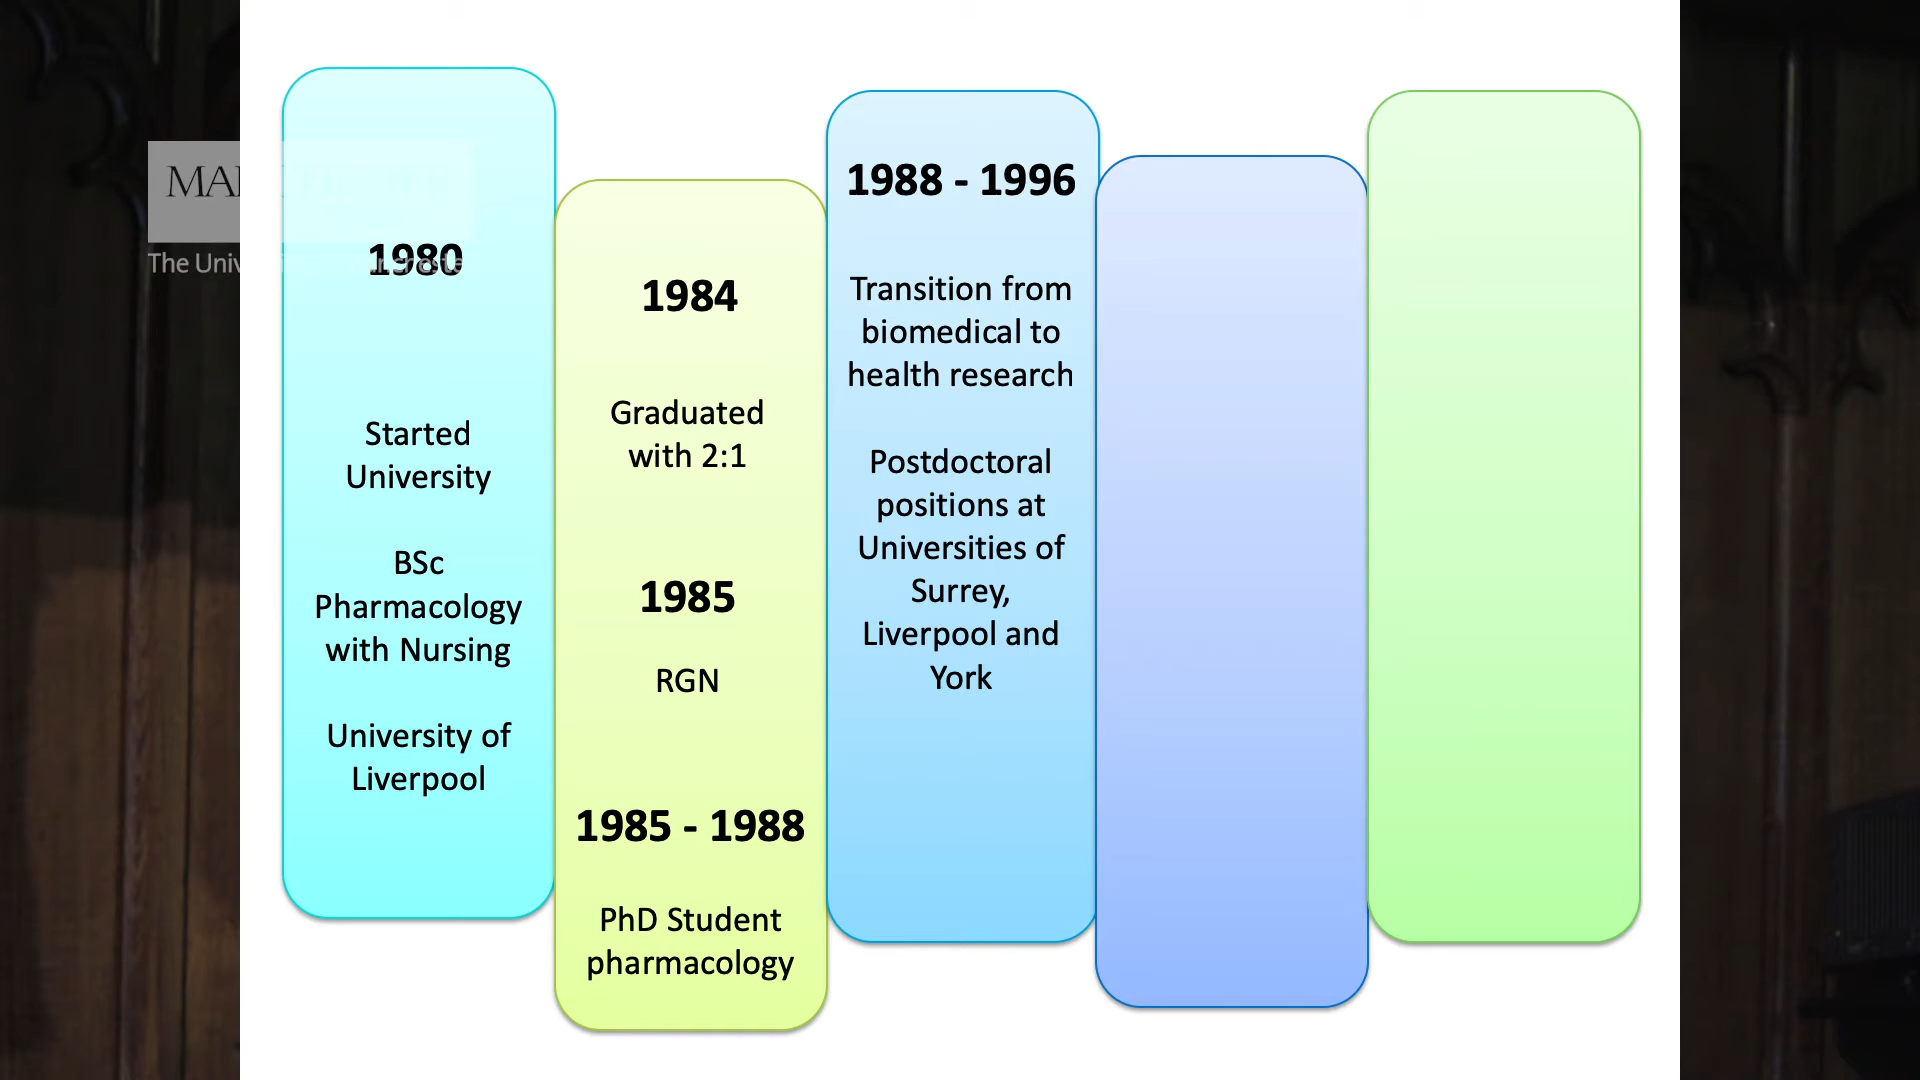 1980
Started
University
BSc
Pharmacology
with Nursing
University of
Liverpool
1984
Graduated
with 2:1
1985
RGN
1985 - 1988
PhD Student
pharmacology
1988 - 1996
Transition from
biomedical to
health research
Postdoctoral
positions at
Universities of
Surrey,
Liverpool and
York
The